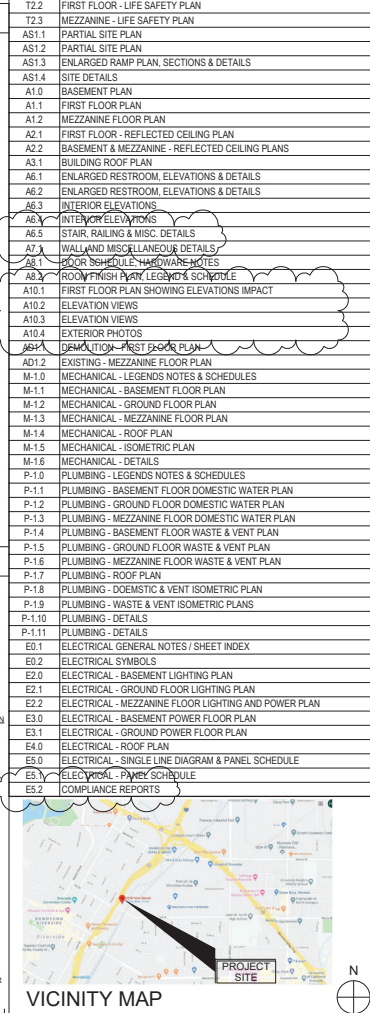 T2.2 FIRST FLOOR - LIFE SAFETY PLAN
T2.3 MEZZANINE - LIFE SAFETY PLAN
AS1.1 PARTIAL SITE PLAN
AS1.2 PARTIAL SITE PLAN
AS1.3 ENLARGED RAMP PLAN, SECTIONS & DETAILS
AS1.4 SITE DETAILS
A1.0 BASEMENT PLAN
A1.1 FIRST FLOOR PLAN
A1.2 MEZZANINE FLOOR PLAN
A2.1 FIRST FLOOR - REFLECTED CEILING PLAN
A2.2 BASEMENT & MEZZANINE - REFLECTED CEILING PLANS
A3.1 BUILDING ROOF PLAN
A6.1 ENLARGED RESTROOM, ELEVATIONS & DETAILS
A6.2 ENLARGED RESTROOM, ELEVATIONS & DETAILS
A6.3 INTERIOR ELEVATIONS
A6.4 INTERIOR ELEVATIONS
A6.5 STAIR, RAILING & MISC. DETAILS
A7.1 WALL AND MISCELLANEOUS DETAILS
A8.1 DOOR SCHEDULE, HARDWARE NOTES
A8.2 ROOM FINISH PLAN, LEGEND & SCHEDULE
A10.1 FIRST FLOOR PLAN SHOWING ELEVATIONS IMPACT
A10.2 ELEVATION VIEWS
A10.3 ELEVATION VIEWS
A10.4 EXTERIOR PHOTOS
AD1.1 DEMOLITION - FIRST FLOOR PLAN
AD1.2 EXISTING - MEZZANINE FLOOR PLAN
M-1.0 MECHANICAL - LEGENDS NOTES & SCHEDULES
M-1.1 MECHANICAL - BASEMENT FLOOR PLAN
M-1.2 MECHANICAL - GROUND FLOOR PLAN
M-1.3 MECHANICAL - MEZZANINE FLOOR PLAN
M-1.4 MECHANICAL - ROOF PLAN
M-1.5 MECHANICAL - ISOMETRIC PLAN
M-1.6 MECHANICAL - DETAILS
P-1.0 PLUMBING - LEGENDS NOTES & SCHEDULES
P-1.1 PLUMBING - BASEMENT FLOOR DOMESTIC WATER PLAN
P-1.2 PLUMBING - GROUND FLOOR DOMESTIC WATER PLAN
P-1.3 PLUMBING - MEZZANINE FLOOR DOMESTIC WATER PLAN
P-1.4 PLUMBING - BASEMENT FLOOR WASTE & VENT PLAN
P-1.5 PLUMBING - GROUND FLOOR WASTE & VENT PLAN
P-1.6 PLUMBING - MEZZANINE FLOOR WASTE & VENT PLAN
P-1.7 PLUMBING - ROOF PLAN
P-1.8 PLUMBING - DOEMSTIC & VENT ISOMETRIC PLAN
P-1.9 PLUMBING - WASTE & VENT ISOMETRIC PLANS
P-1.10 PLUMBING - DETAILS
P-1.11 PLUMBING - DETAILS
E0.1 ELECTRICAL GENERAL NOTES / SHEET INDEX
E0.2 ELECTRICAL SYMBOLS
E2.0 ELECTRICAL - BASEMENT LIGHTING PLAN
E2.1 ELECTRICAL - GROUND FLOOR LIGHTING PLAN
E2.2 ELECTRICAL - MEZZANINE FLOOR LIGHTING AND POWER PLAN
E3.0 ELECTRICAL - BASEMENT POWER FLOOR PLAN
E3.1 ELECTRICAL - GROUND POWER FLOOR PLAN
E4.0 ELECTRICAL - ROOF PLAN
E5.0 ELECTRICAL - SINGLE LINE DIAGRAM & PANEL SCHEDULE
E5.1 ELECTRICAL - PANEL SCHEDULE
E5.2 COMPLIANCE REPORTS
DOWNTOWN
RIVERSIDE
Riverside
PROJECT
SITE
VICINITY MAP
N